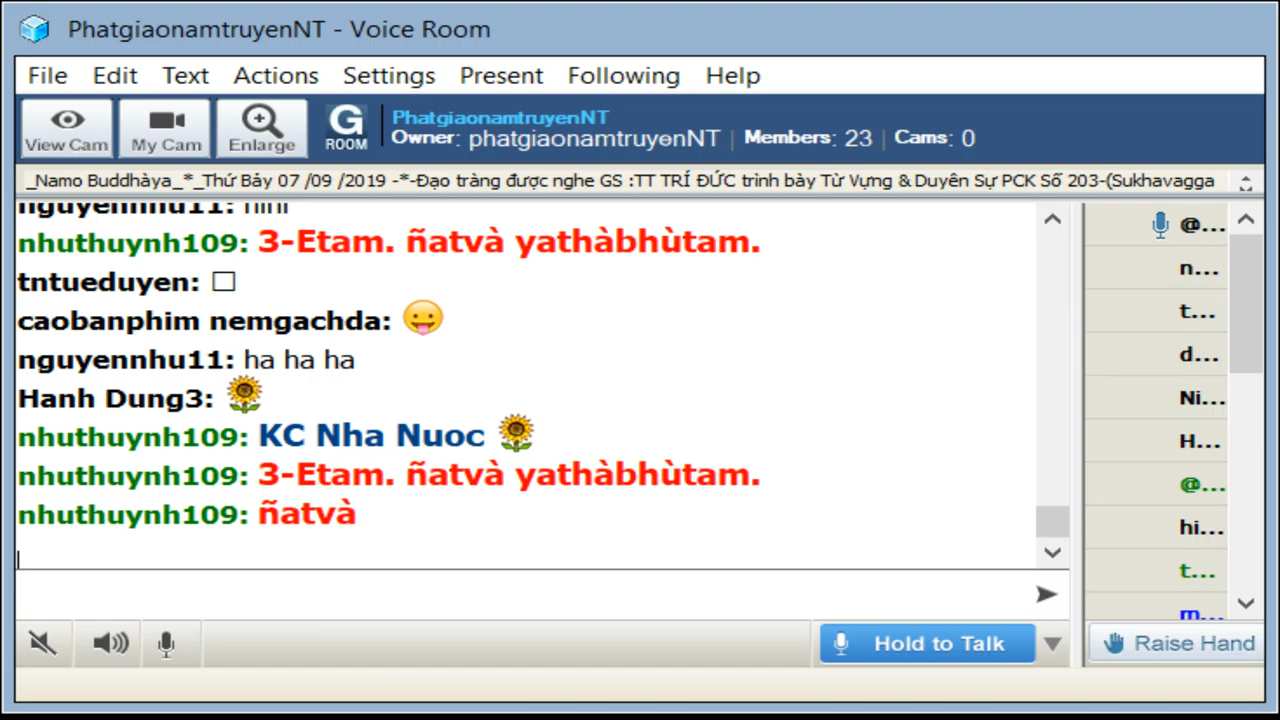 PhatgiaonamtruyenNT - Voice Room
File Edit Text Actions Settings Present Following Help
View Cam My Cam Enlarge G ROOM
PhatgiaonamtruyenNT
Owner: phatgiaonamtruyenNT | Members: 23 | Cams: 0
_Namo Buddhàya_*_Thứ Bảy 07 /09 /2019 -*-Đạo tràng được nghe GS :TT TRÍ ĐỨC trình bày Từ Vựng & Duyên Sự PCK Số 203-(Sukhavagga
nguyennhu11: hihi
nhuthuynh109: 3-Etam. ñatvà yathàbhùtam.
tntueduyen: □
caobanphim nemgachda: 😛
nguyennhu11: ha ha ha
Hanh Dung3: 🌻
nhuthuynh109: KC Nha Nuoc 🌻
nhuthuynh109: 3-Etam. ñatvà yathàbhùtam.
nhuthuynh109: ñatvà
@...
n...
t...
d...
Ni...
H...
@...
hi...
t...
m...
Hold to Talk
Raise Hand